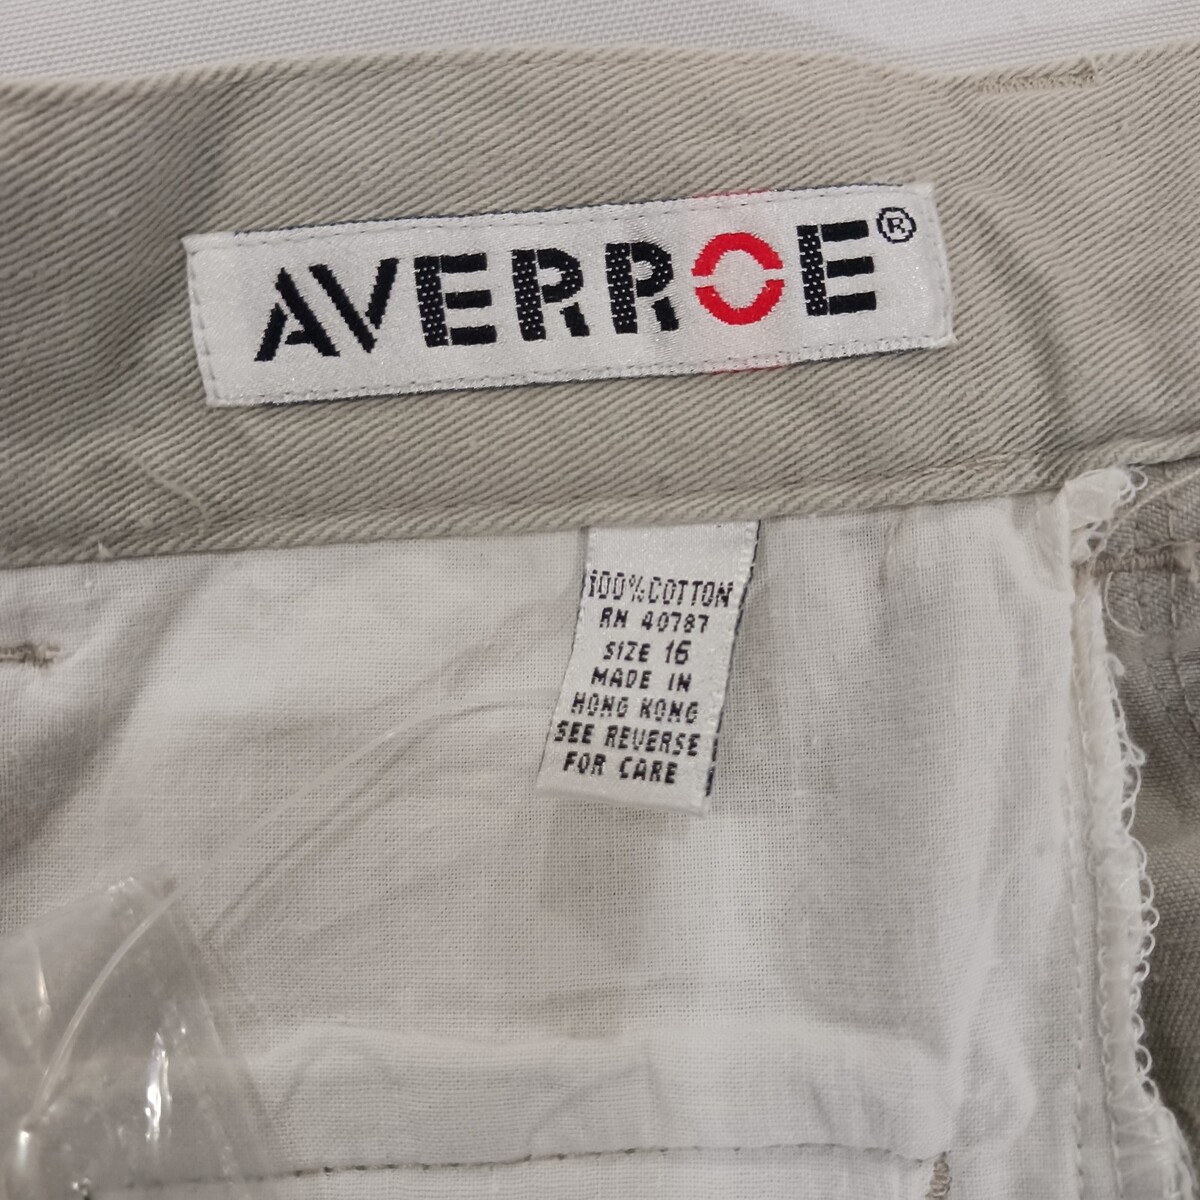 AVERROE®
100% COTTON
RN 40787
SIZE 16
MADE IN
HONG KONG
SEE REVERSE
FOR CARE